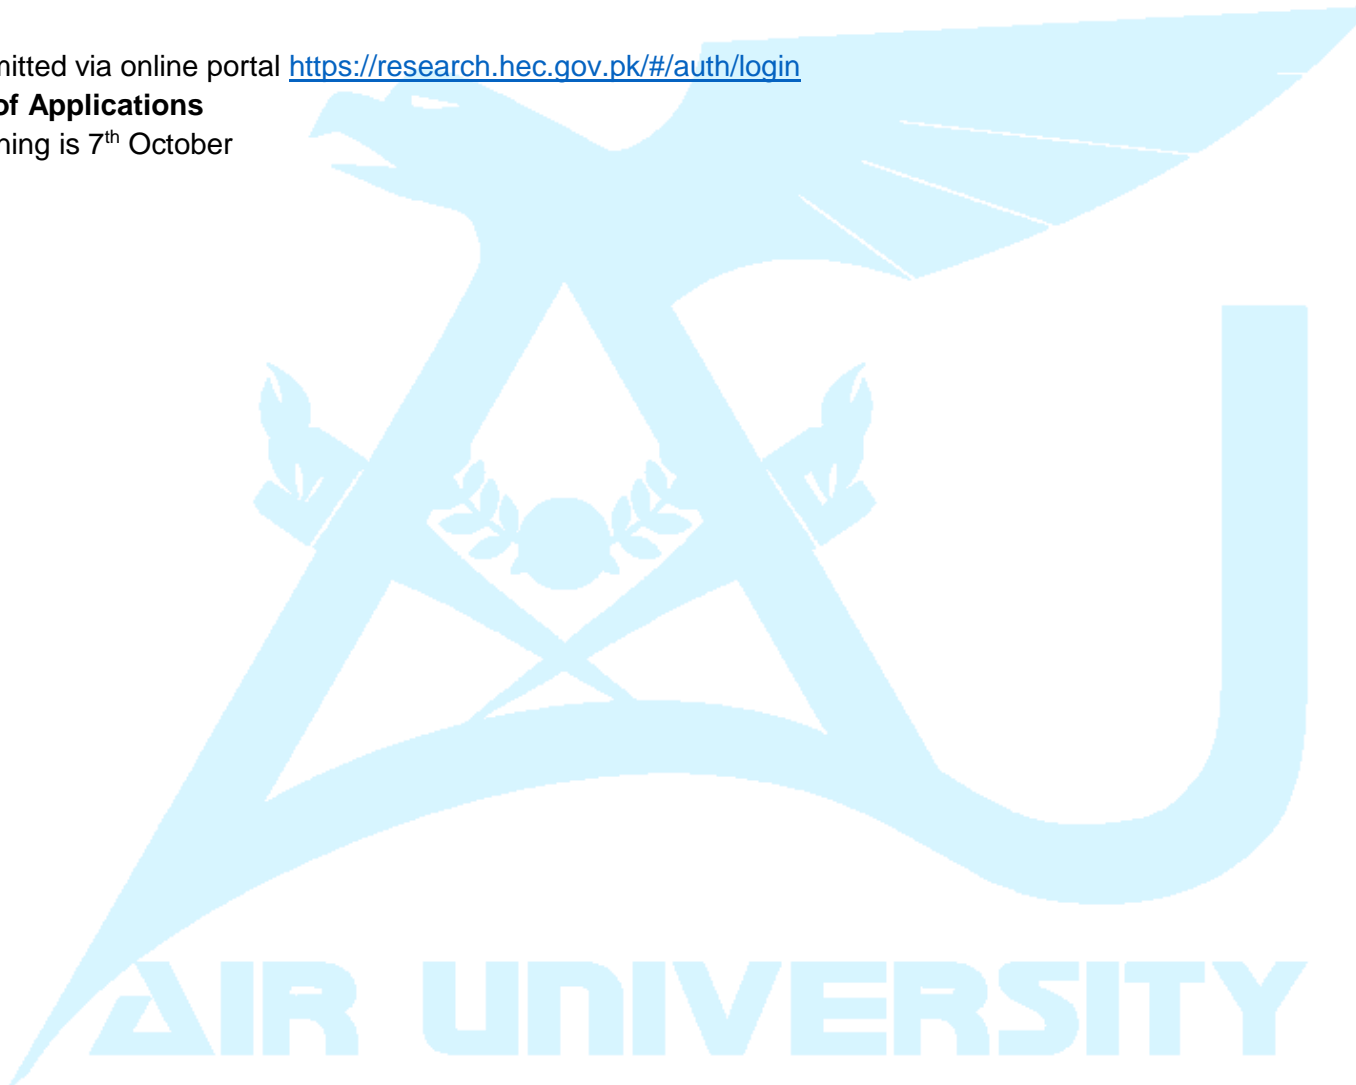 mitted via online portal https://research.hec.gov.pk/#/auth/login
of Applications
ning is 7th October
AIR UNIVERSITY